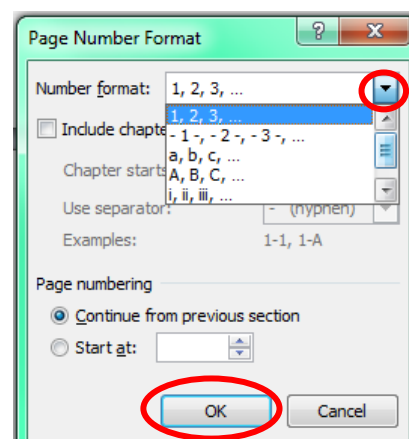 Page Number Format
Number format: 1, 2, 3, ...
1, 2, 3, ...
Include chapte - 1 -, - 2 -, - 3 -, ...
a, b, c, ...
Chapter starts A, B, C, ...
i, ii, iii, ...
Use separator: - (hyphen)
Examples: 1-1, 1-A
Page numbering
Continue from previous section
Start at:
OK Cancel